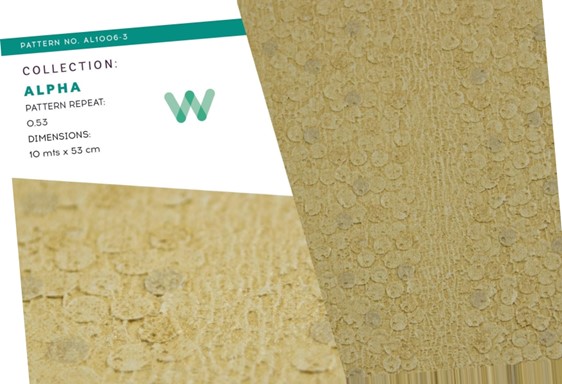 PATTERN NO. AL1006-3
COLLECTION:
ALPHA
PATTERN REPEAT:
0.53
DIMENSIONS:
10 mts x 53 cm
W